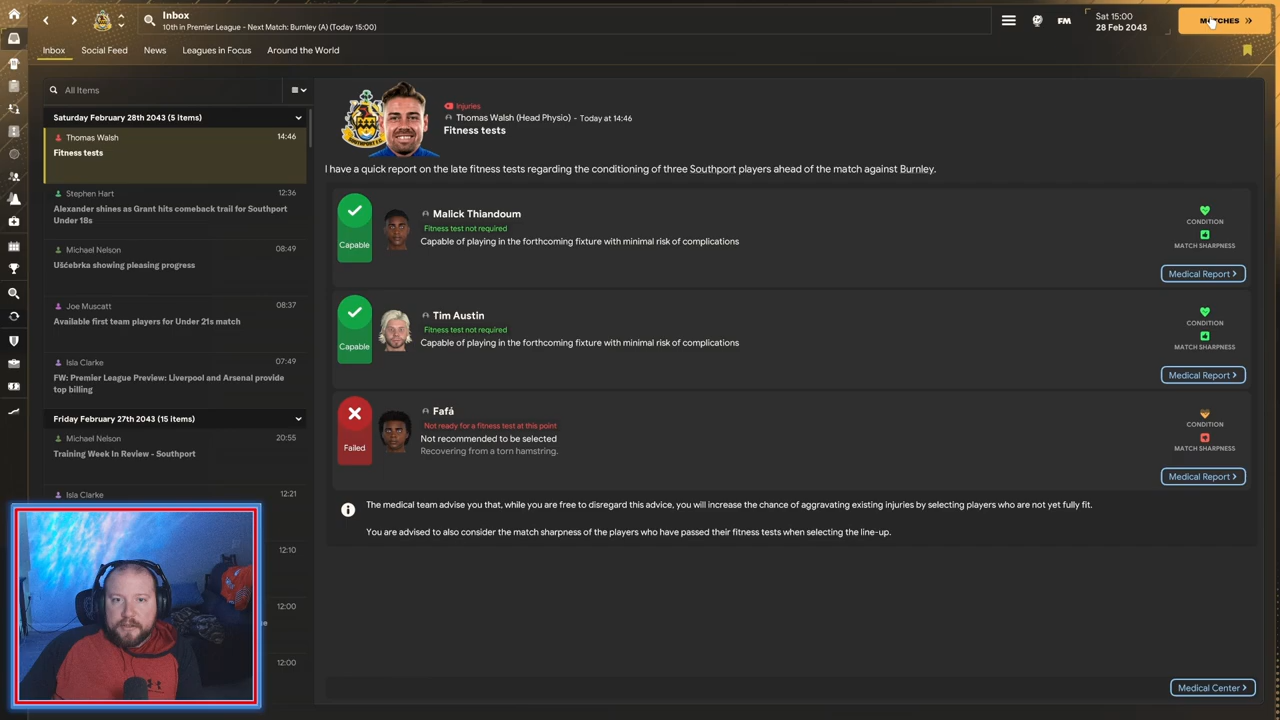 Inbox
10th in Premier League - Next Match: Burnley (A) (Today 15:00)
FM
Sat 15:00
28 Feb 2043
MATCHES
Inbox
Social Feed
News
Leagues in Focus
Around the World
All Items
Saturday February 28th 2043 (5 items)
Thomas Walsh
14:46
Fitness tests
Stephen Hart
12:36
Alexander shines as Grant hits comeback trail for Southport
Under 18s
Michael Nelson
08:49
Ušćebrka showing pleasing progress
Joe Muscatt
08:37
Available first team players for Under 21s match
Isla Clarke
07:49
FW: Premier League Preview: Liverpool and Arsenal provide
top billing
Friday February 27th 2043 (15 items)
Michael Nelson
20:55
Training Week In Review - Southport
Isla Clarke
12:21
12:10
12:00
12:00
Injuries
Thomas Walsh (Head Physio) - Today at 14:46
Fitness tests
I have a quick report on the late fitness tests regarding the conditioning of three Southport players ahead of the match against Burnley.
Capable
Malick Thiandoum
Fitness test not required
Capable of playing in the forthcoming fixture with minimal risk of complications
CONDITION
MATCH SHARPNESS
Medical Report
Capable
Tim Austin
Fitness test not required
Capable of playing in the forthcoming fixture with minimal risk of complications
CONDITION
MATCH SHARPNESS
Medical Report
Failed
Fafá
Not ready for a fitness test at this point
Not recommended to be selected
Recovering from a torn hamstring.
CONDITION
MATCH SHARPNESS
Medical Report
The medical team advise you that, while you are free to disregard this advice, you will increase the chance of aggravating existing injuries by selecting players who are not yet fully fit.
You are advised to also consider the match sharpness of the players who have passed their fitness tests when selecting the line-up.
Medical Center